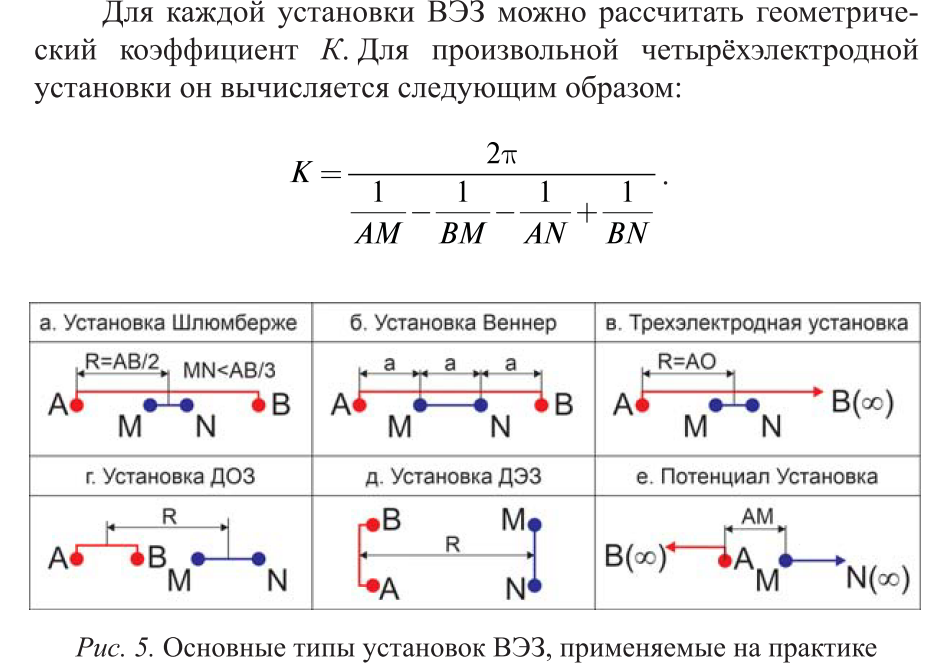 Для каждой установки ВЭЗ можно рассчитать геометриче-
ский коэффициент K. Для произвольной четырёхэлектродной
установки он вычисляется следующим образом:
K = 2π / (1/AM − 1/BM − 1/AN + 1/BN).
а. Установка Шлюмберже
б. Установка Веннер
в. Трехэлектродная установка
R=AB/2 MN<AB/3
A M N B
a a a
A M N B
R=AO
A M N B(∞)
г. Установка ДОЗ
д. Установка ДЭЗ
е. Потенциал Установка
R
A B M N
B M
R
A N
AM
B(∞) A M N(∞)
Рис. 5. Основные типы установок ВЭЗ, применяемые на практике